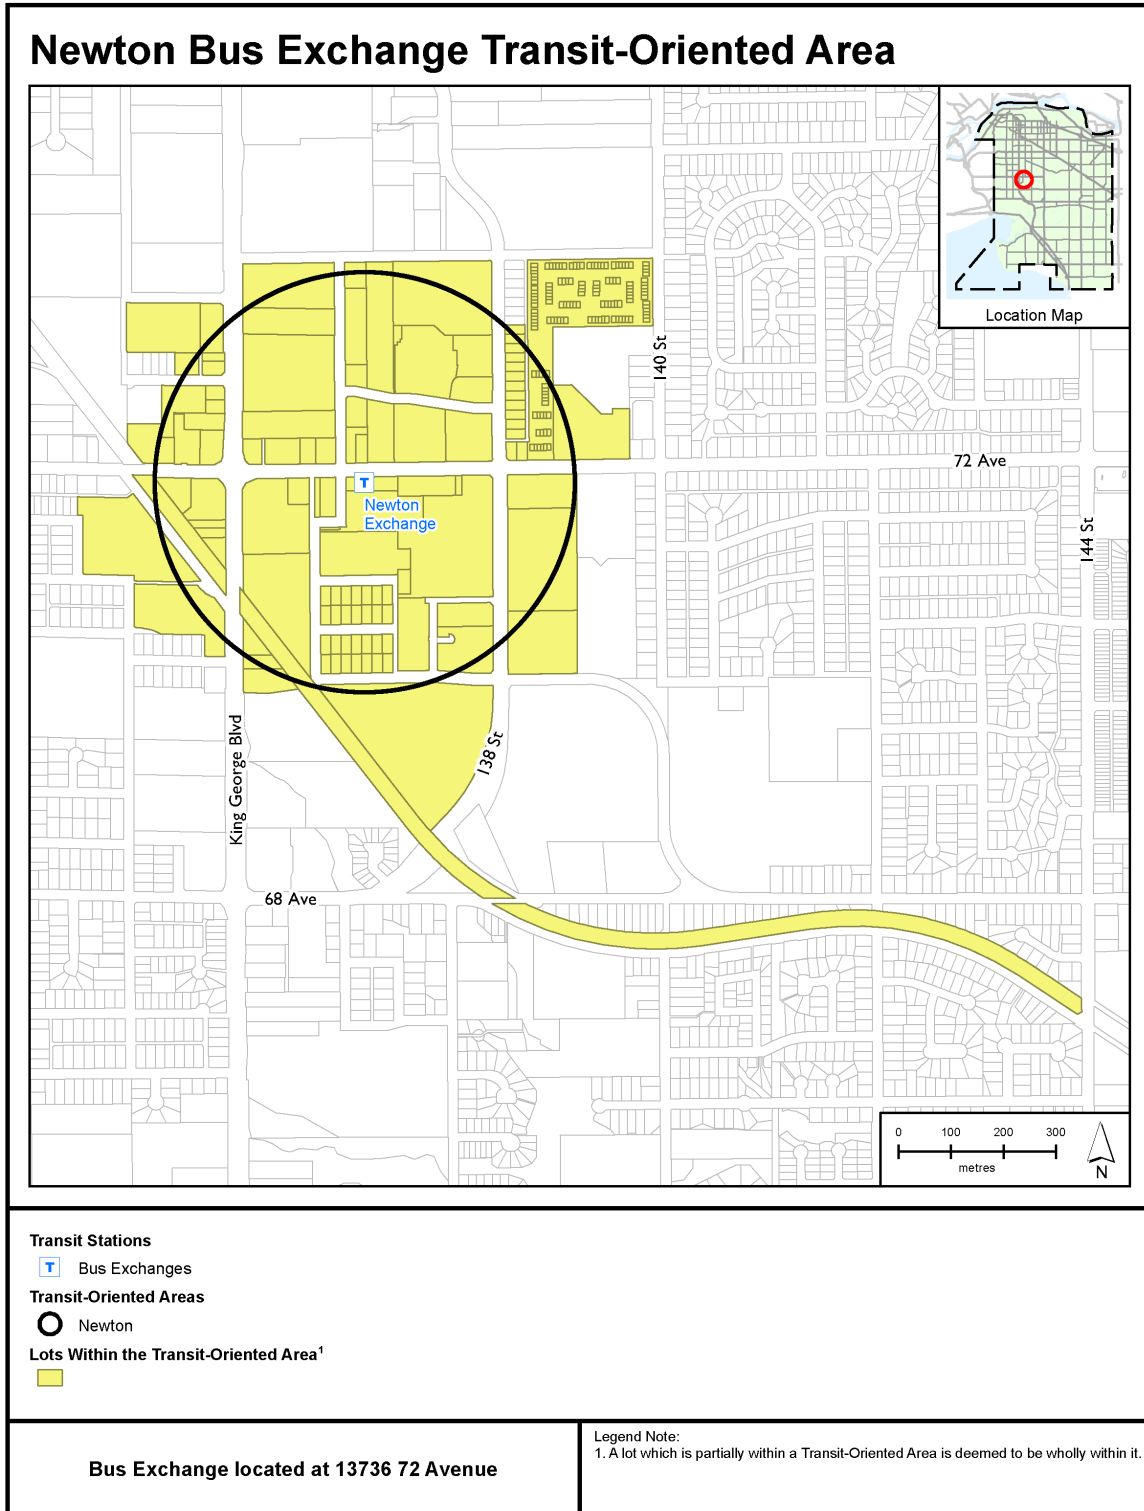 Newton Bus Exchange Transit-Oriented Area
Location Map
140 St
72 Ave
T
Newton
Exchange
144 St
King George Blvd
138 St
68 Ave
0 100 200 300
metres
N
Transit Stations
T Bus Exchanges
Transit-Oriented Areas
Newton
Lots Within the Transit-Oriented Area1
Bus Exchange located at 13736 72 Avenue
Legend Note:
1. A lot which is partially within a Transit-Oriented Area is deemed to be wholly within it.